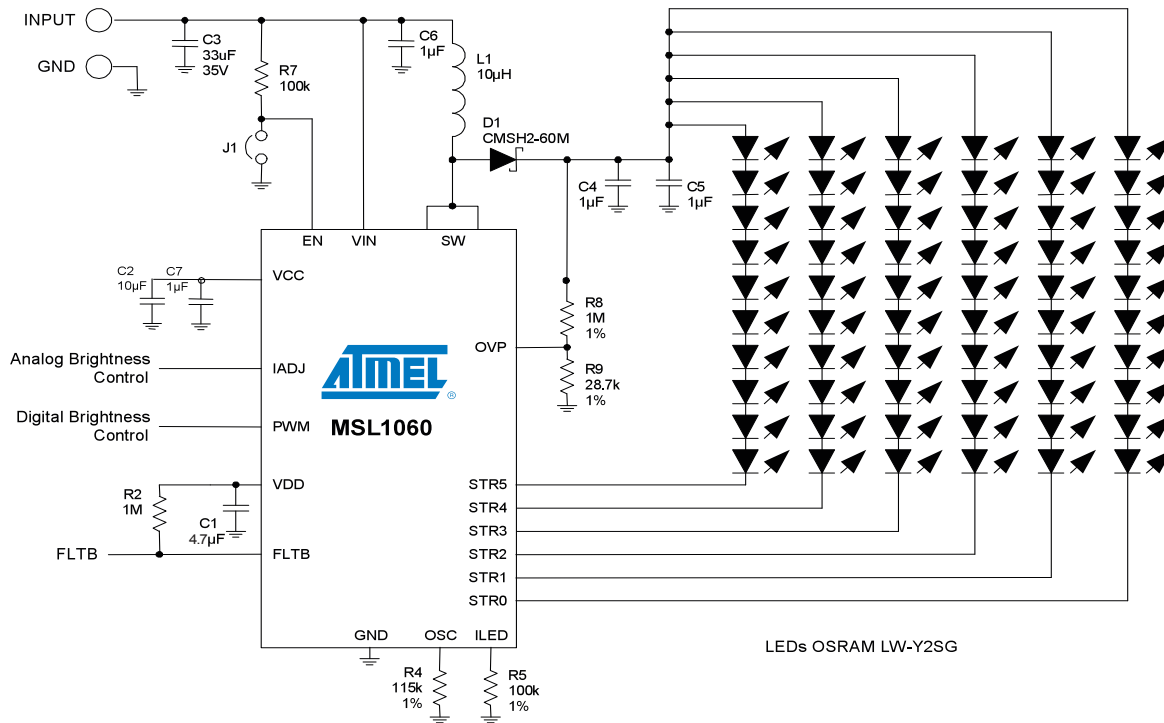 INPUT
GND
C3
33uF
35V
R7
100k
J1
C6
1µF
L1
10µH
D1
CMSH2-60M
C4
1µF
C5
1µF
EN
VIN
SW
VCC
C2
10µF
C7
1µF
R8
1M
1%
OVP
R9
28.7k
1%
Analog Brightness
Control
IADJ
ATMEL
®
Digital Brightness
Control
PWM
MSL1060
VDD
R2
1M
C1
4.7µF
FLTB
FLTB
STR5
STR4
STR3
STR2
STR1
STR0
GND
OSC
ILED
R4
115k
1%
R5
100k
1%
LEDs OSRAM LW-Y2SG